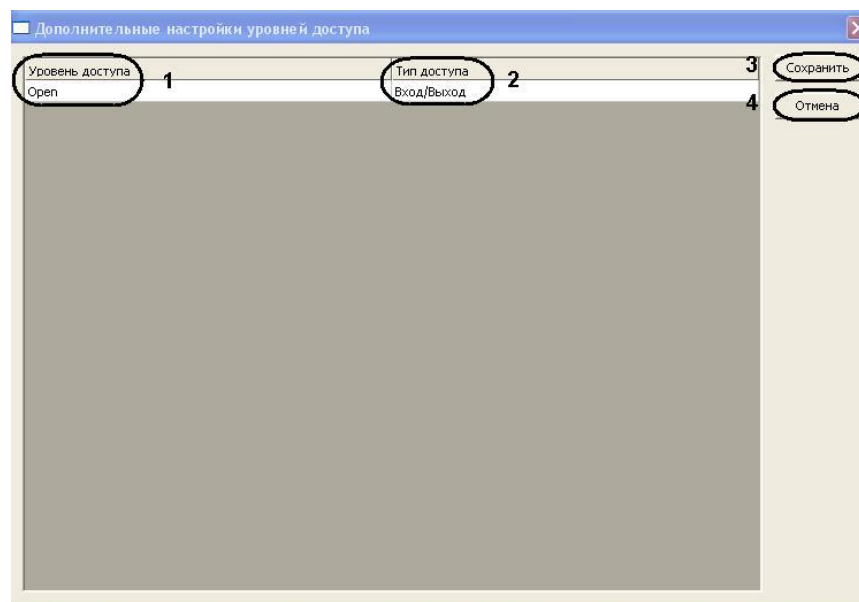 Дополнительные настройки уровней доступа
Уровень доступа 1 Тип доступа 2 3 Сохранить
Open Вход/Выход 4 Отмена